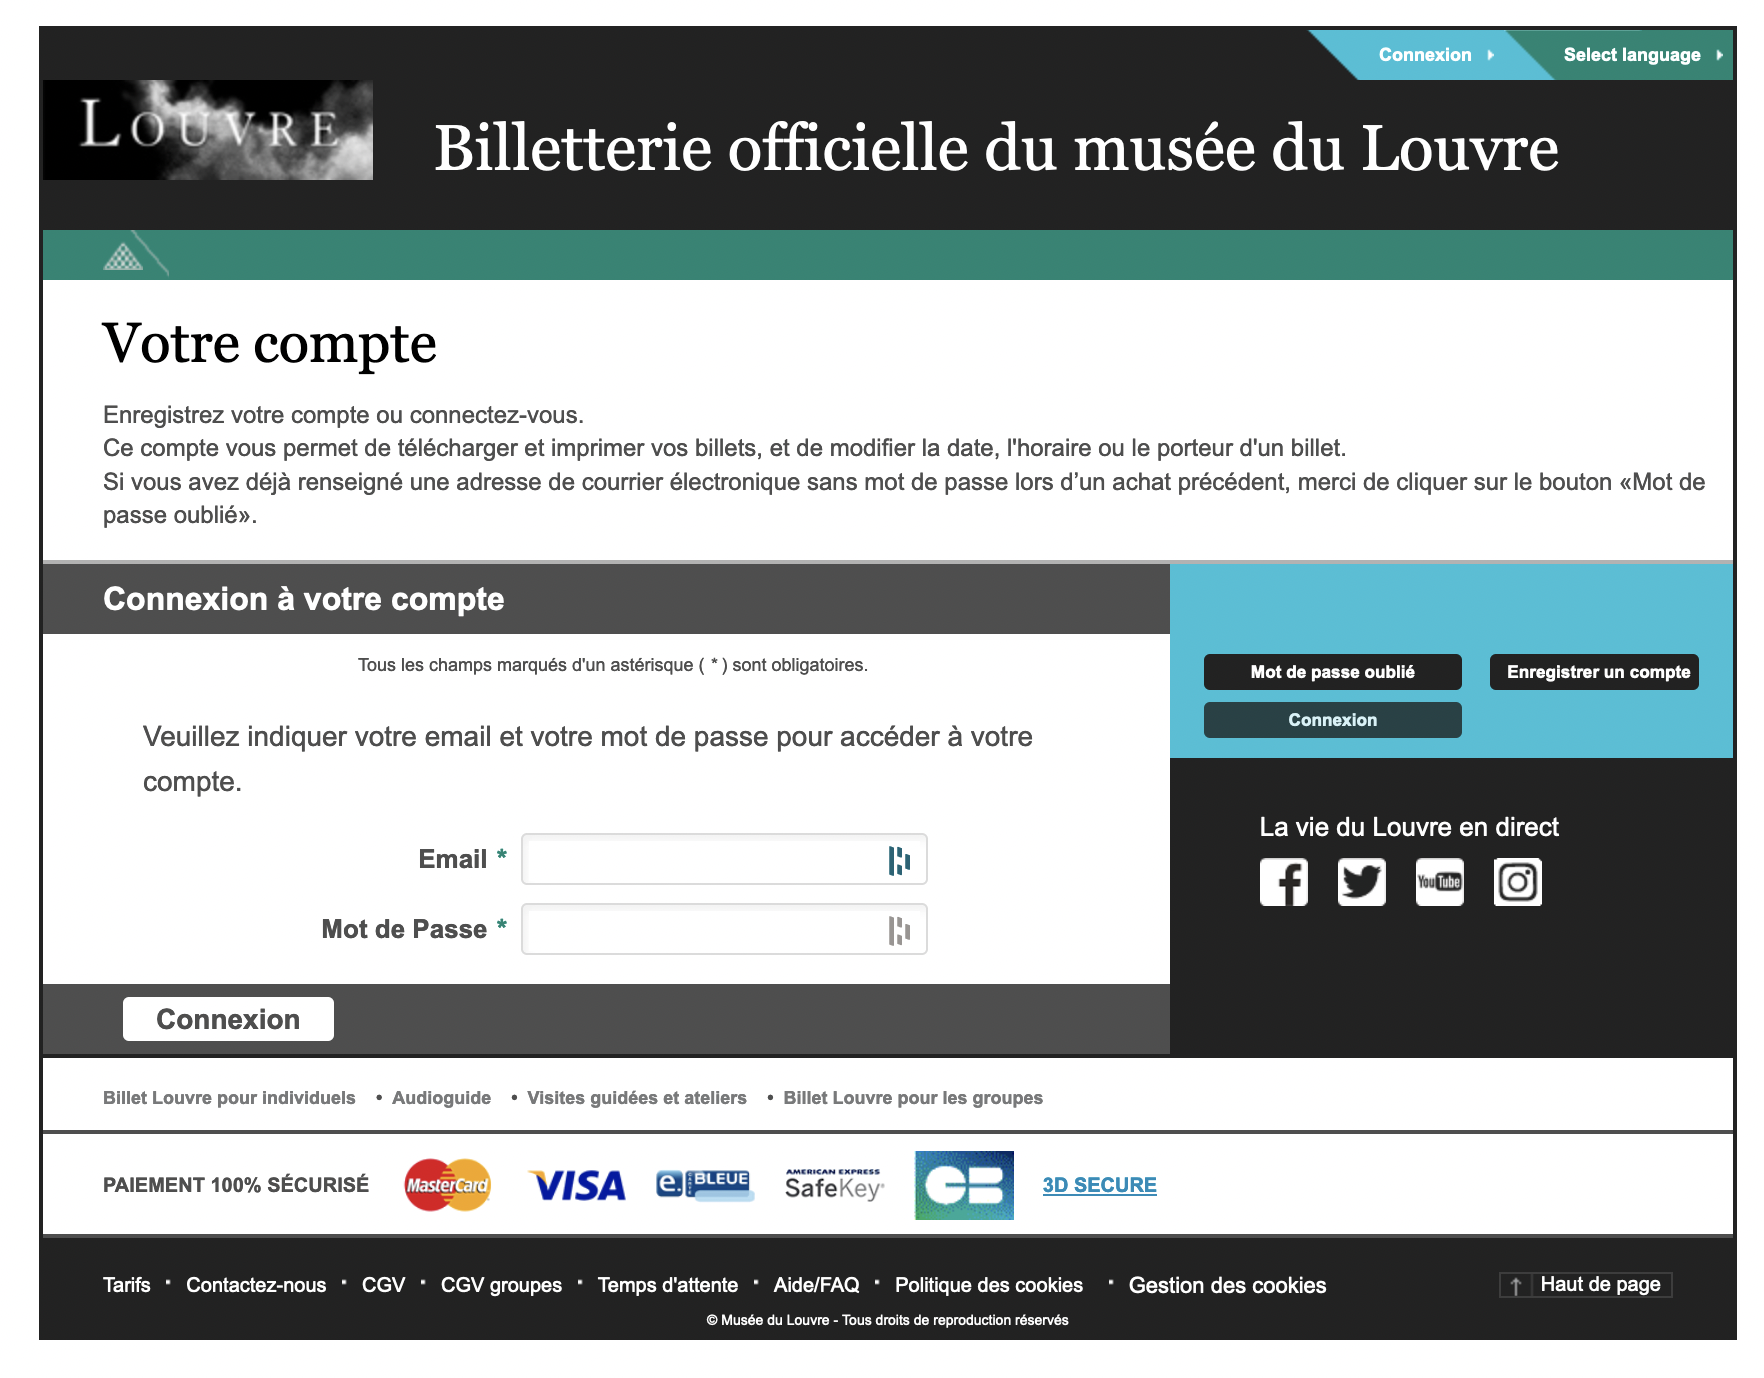 Connexion
Select language
LOUVRE
Billetterie officielle du musée du Louvre
Votre compte
Enregistrez votre compte ou connectez-vous.
Ce compte vous permet de télécharger et imprimer vos billets, et de modifier la date, l'horaire ou le porteur d'un billet.
Si vous avez déjà renseigné une adresse de courrier électronique sans mot de passe lors d’un achat précédent, merci de cliquer sur le bouton «Mot de
passe oublié».
Connexion à votre compte
Tous les champs marqués d'un astérisque ( * ) sont obligatoires.
Veuillez indiquer votre email et votre mot de passe pour accéder à votre
compte.
Email *
Mot de Passe *
Connexion
Mot de passe oublié
Enregistrer un compte
Connexion
La vie du Louvre en direct
YouTube
Billet Louvre pour individuels • Audioguide • Visites guidées et ateliers • Billet Louvre pour les groupes
PAIEMENT 100% SÉCURISÉ MasterCard VISA e. BLEUE AMERICAN EXPRESS SafeKey CB 3D SECURE
Tarifs · Contactez-nous · CGV · CGV groupes · Temps d'attente · Aide/FAQ · Politique des cookies · Gestion des cookies
↑ Haut de page
© Musée du Louvre - Tous droits de reproduction réservés